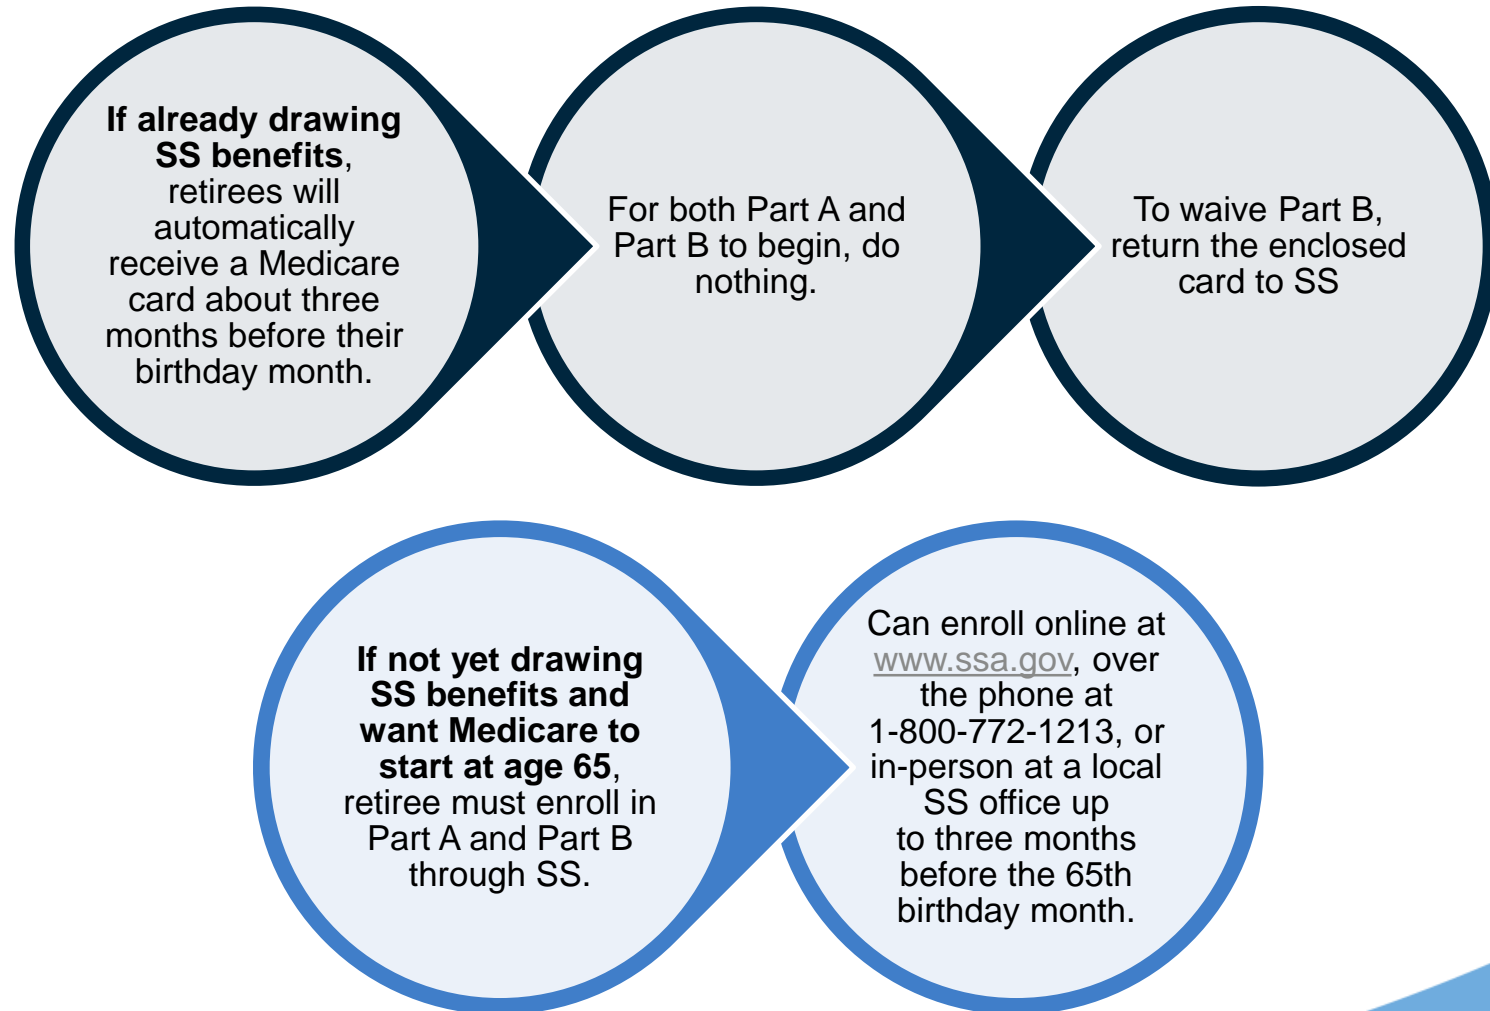 If already drawing
SS benefits,
retirees will
automatically
receive a Medicare
card about three
months before their
birthday month.
For both Part A and
Part B to begin, do
nothing.
To waive Part B,
return the enclosed
card to SS
If not yet drawing
SS benefits and
want Medicare to
start at age 65,
retiree must enroll in
Part A and Part B
through SS.
Can enroll online at
www.ssa.gov, over
the phone at
1-800-772-1213, or
in-person at a local
SS office up
to three months
before the 65th
birthday month.